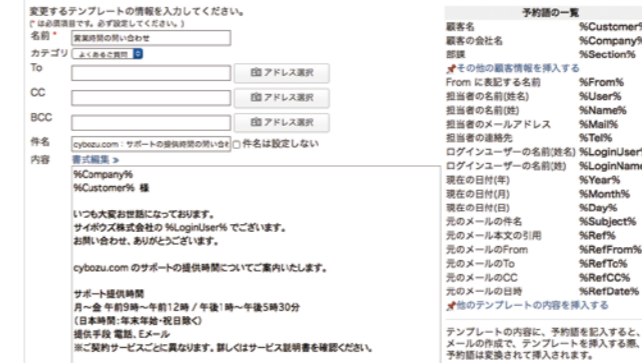 変更するテンプレートの情報を入力してください。
(* は必須項目です。必ず設定してください。)
名前 * 営業時間の問い合わせ
カテゴリ よくあるご質問
To アドレス選択
CC アドレス選択
BCC アドレス選択
件名 cybozu.com:サポートの提供時間の問い合わせ 件名は設定しない
内容 書式編集 »
%Company%
%Customer% 様
いつも大変お世話になっております。
サイボウズ株式会社の %LoginUser% でございます。
お問い合わせ、ありがとうございます。
cybozu.com のサポートの提供時間についてご案内いたします。
サポート提供時間
月~金 午前9時~午前12時 / 午後1時~午後5時30分
(日本時間:年末年始・祝日除く)
提供手段 電話、Eメール
※ご契約サービスごとに異なります。詳しくはサービス説明書を確認ください。
予約語の一覧
顧客名 %Customer%
顧客の会社名 %Company%
部課 %Section%
その他の顧客情報を挿入する
From に表記する名前 %From%
担当者の名前(姓名) %User%
担当者の名前(姓) %Name%
担当者のメールアドレス %Mail%
担当者の連絡先 %Tel%
ログインユーザーの名前(姓名) %LoginUser%
ログインユーザーの名前(姓) %LoginName
現在の日付(年) %Year%
現在の日付(月) %Month%
現在の日付(日) %Day%
元のメールの件名 %Subject%
元のメール本文の引用 %Ref%
元のメールのFrom %RefFrom%
元のメールのTo %RefTo%
元のメールのCC %RefCC%
元のメールの日時 %RefDate%
他のテンプレートの内容を挿入する
テンプレートの内容に、予約語を記入すると、
メールの作成で、テンプレートを挿入する際、
予約語は変換されて挿入されます。